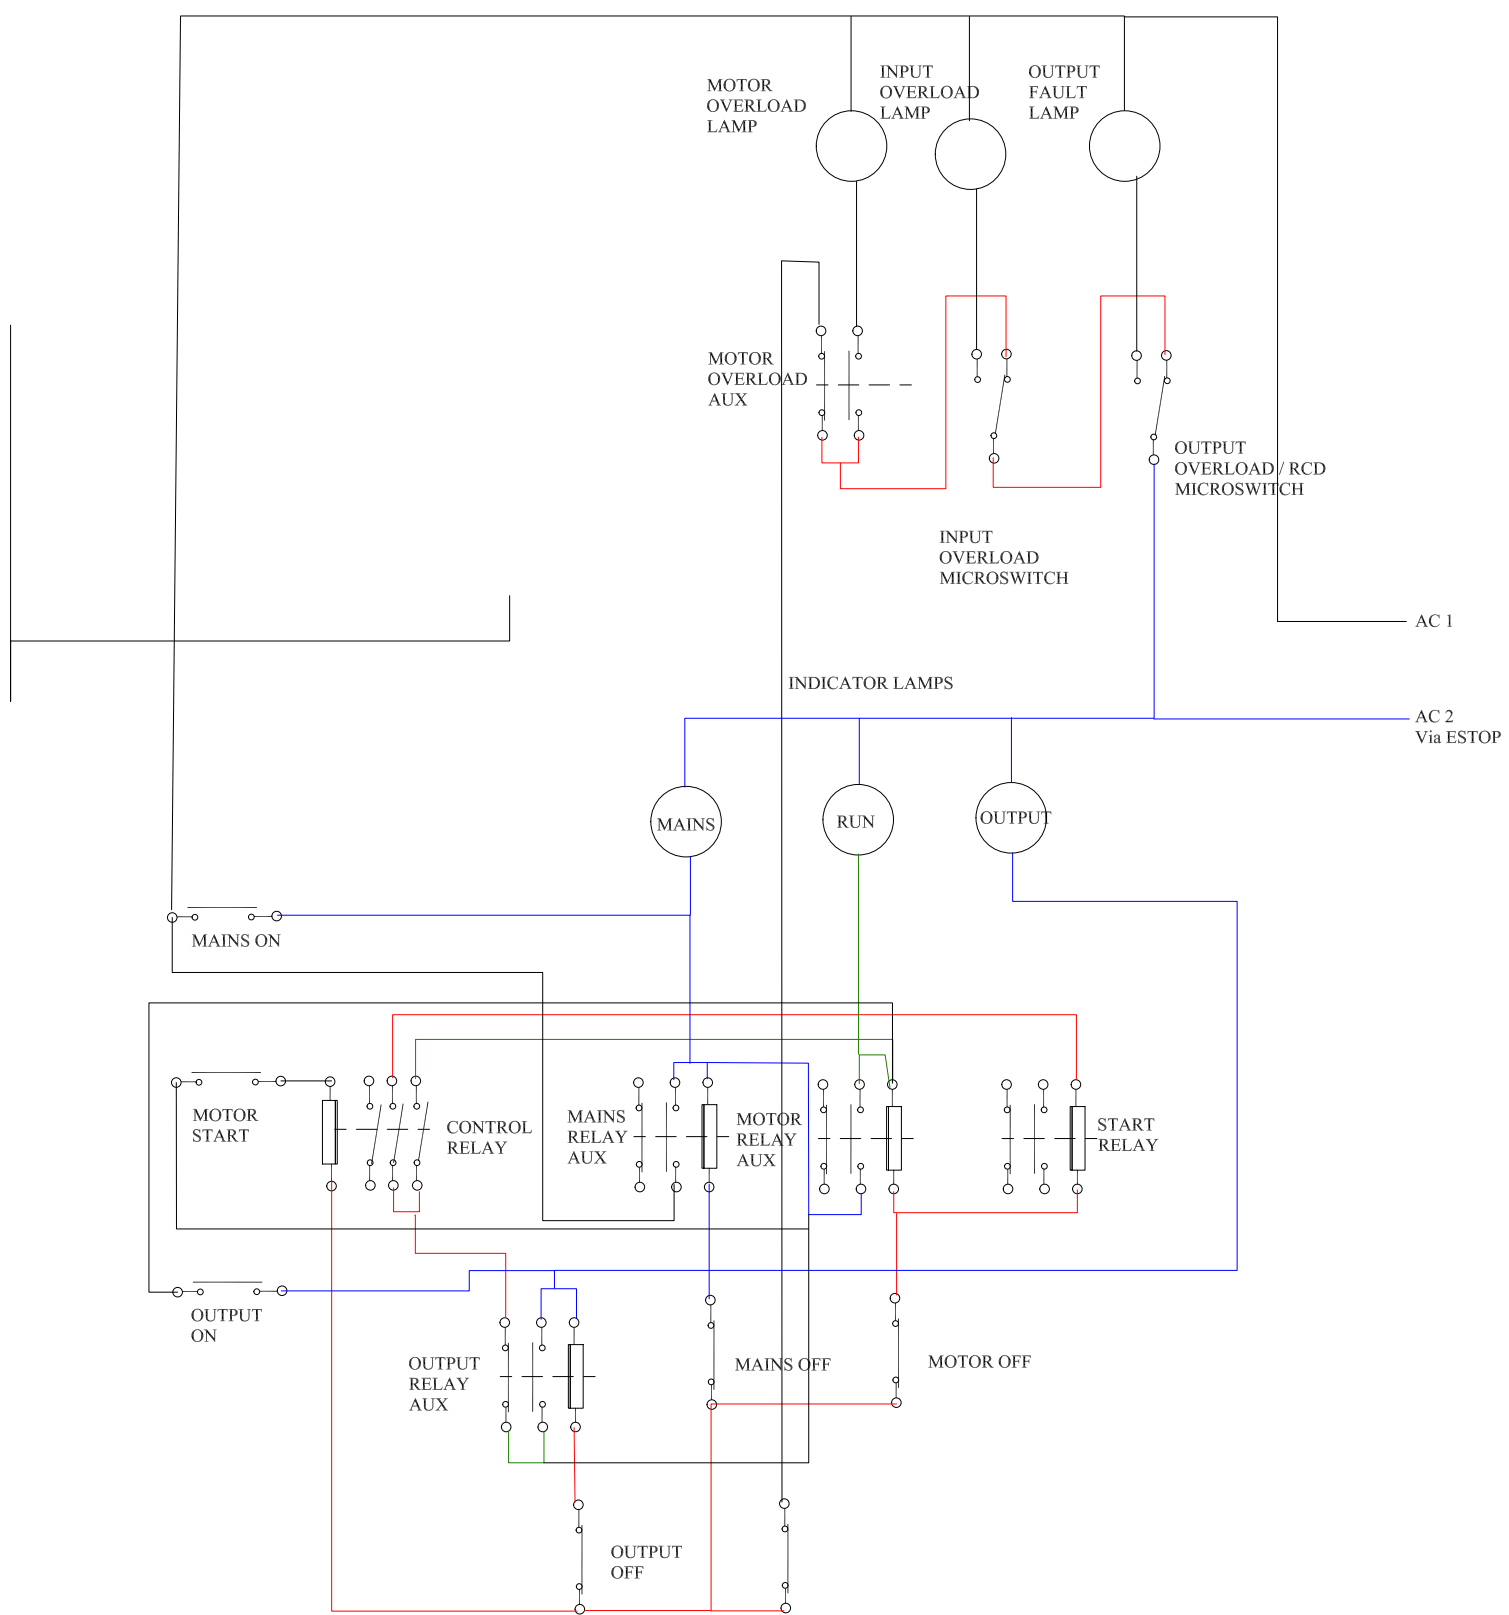 MOTOR
OVERLOAD
LAMP
INPUT
OVERLOAD
LAMP
OUTPUT
FAULT
LAMP
MOTOR
OVERLOAD
AUX
OUTPUT
OVERLOAD / RCD
MICROSWITCH
INPUT
OVERLOAD
MICROSWITCH
AC 1
INDICATOR LAMPS
AC 2
Via ESTOP
MAINS
RUN
OUTPUT
MAINS ON
MOTOR
START
CONTROL
RELAY
MAINS
RELAY
AUX
MOTOR
RELAY
AUX
START
RELAY
OUTPUT
ON
OUTPUT
RELAY
AUX
MAINS OFF
MOTOR OFF
OUTPUT
OFF